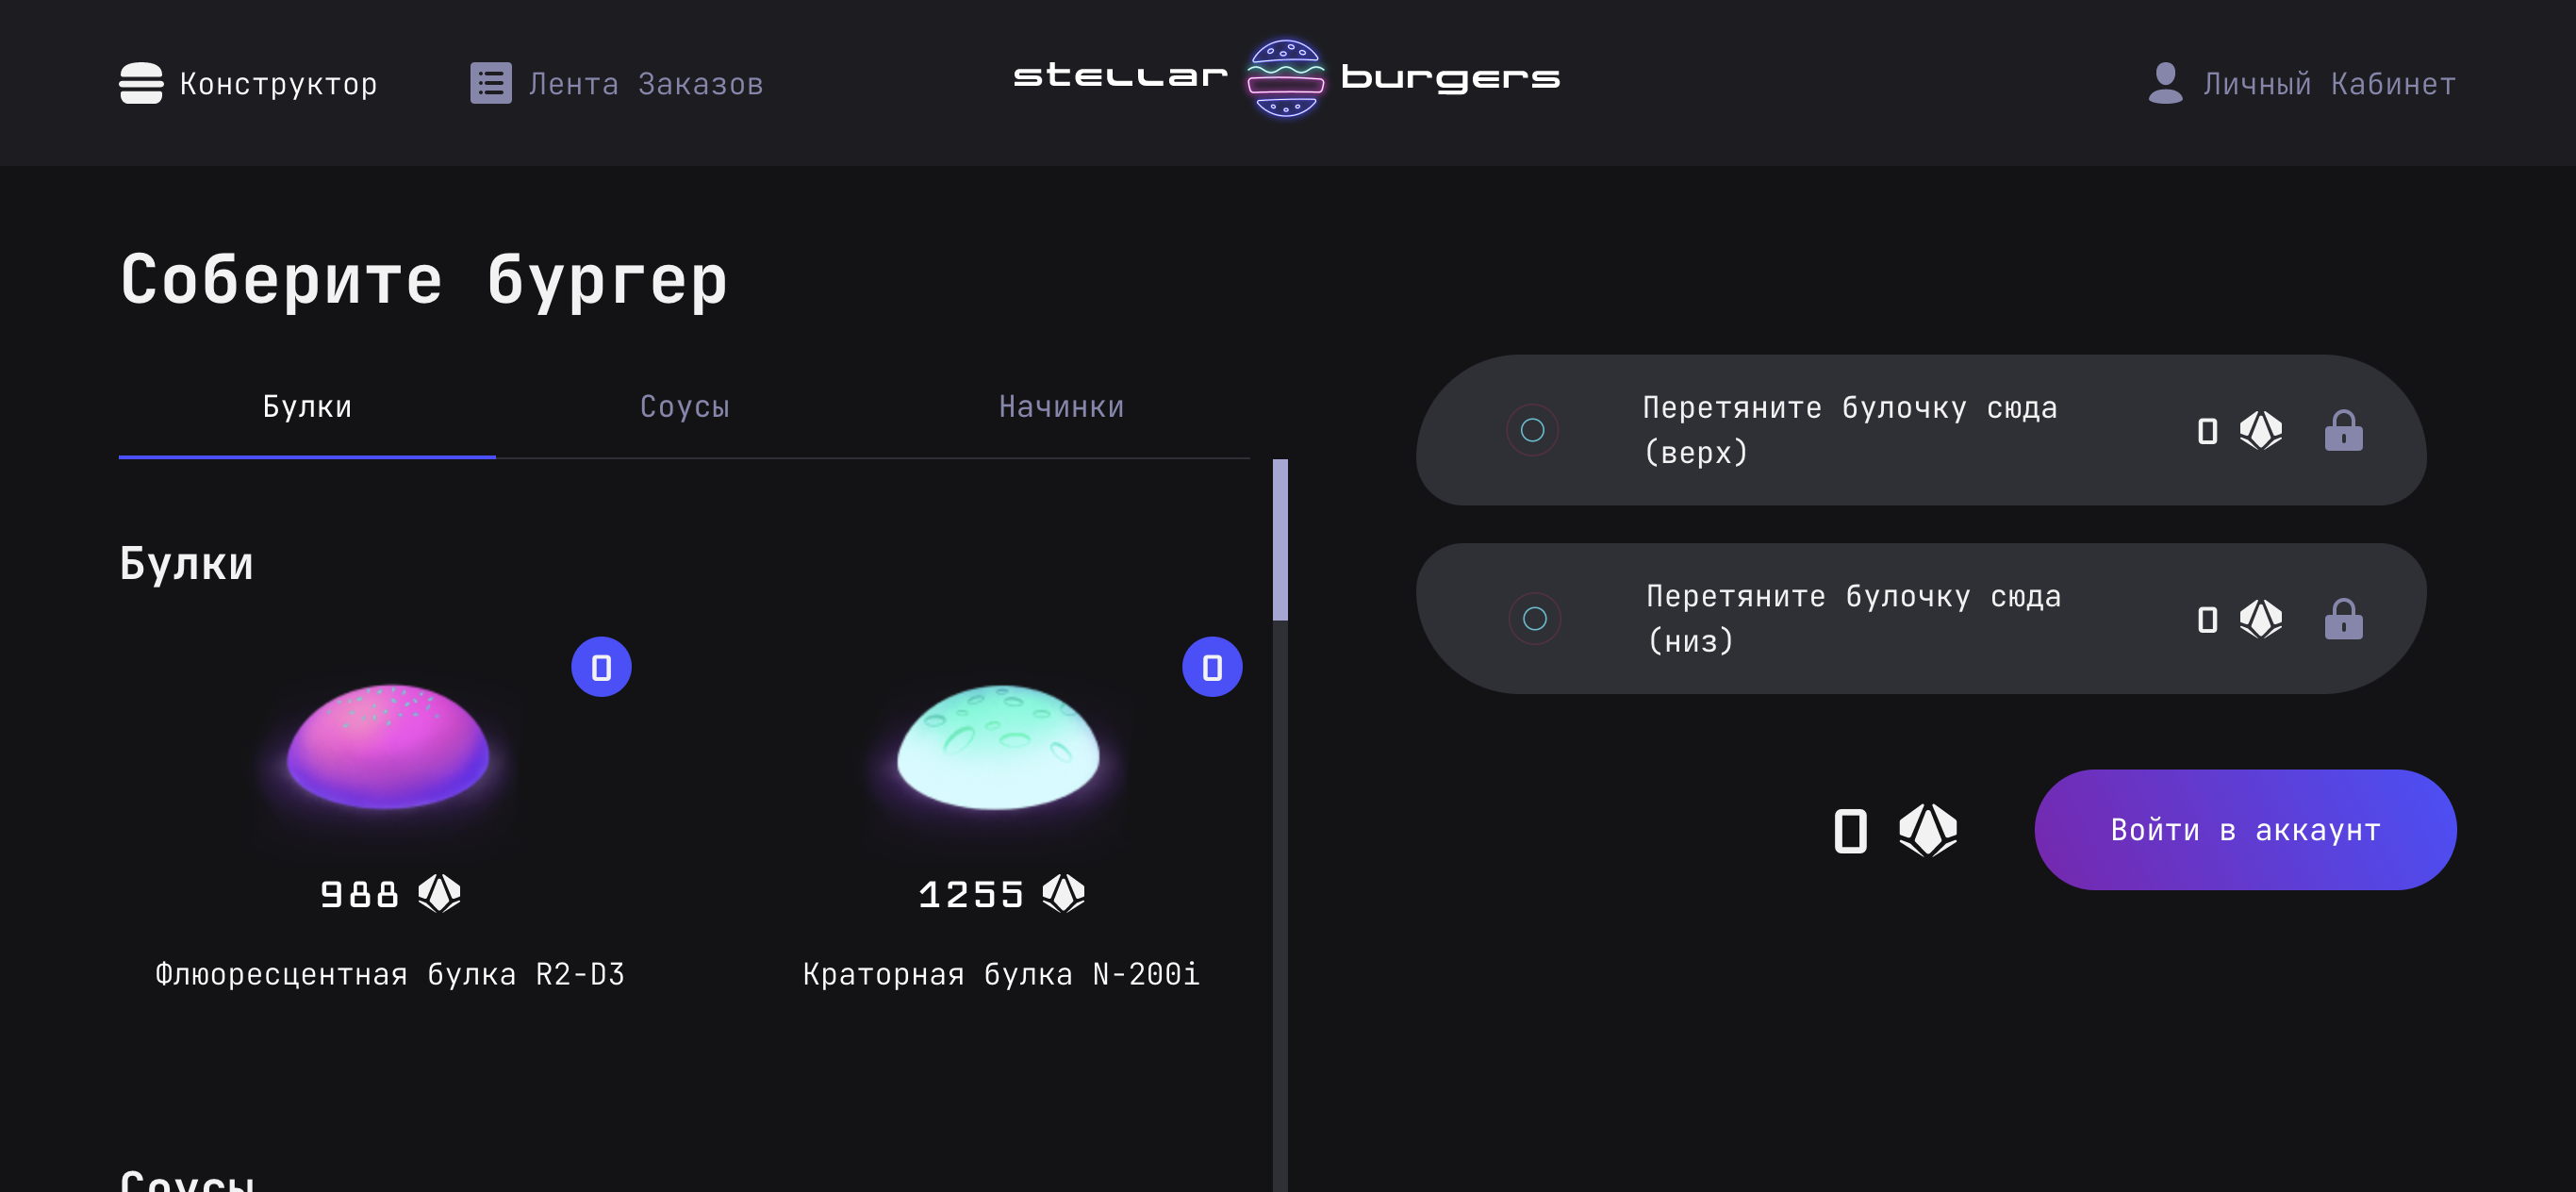 Конструктор
Лента Заказов
stellar burgers
Личный Кабинет
Соберите бургер
Булки
Соусы
Начинки
Булки
0
0
988
1255
Флюоресцентная булка R2-D3
Краторная булка N-200i
Соусы
Перетяните булочку сюда
(верх)
0
Перетяните булочку сюда
(низ)
0
0
Войти в аккаунт